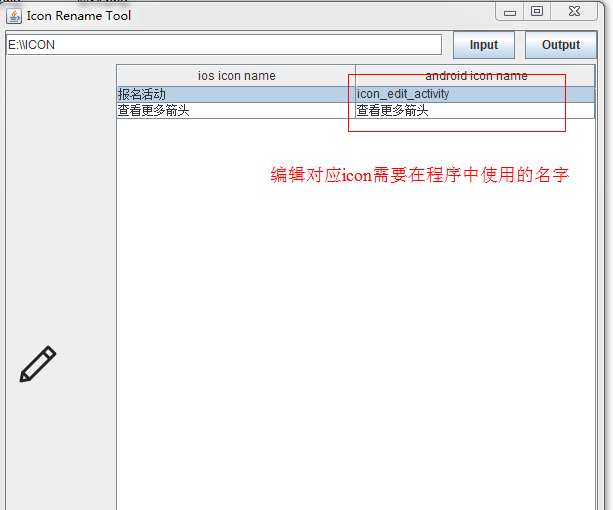 Icon Rename Tool
E:\\ICON
Input
Output
ios icon name
android icon name
报名活动
icon_edit_activity
查看更多箭头
查看更多箭头
编辑对应icon需要在程序中使用的名字